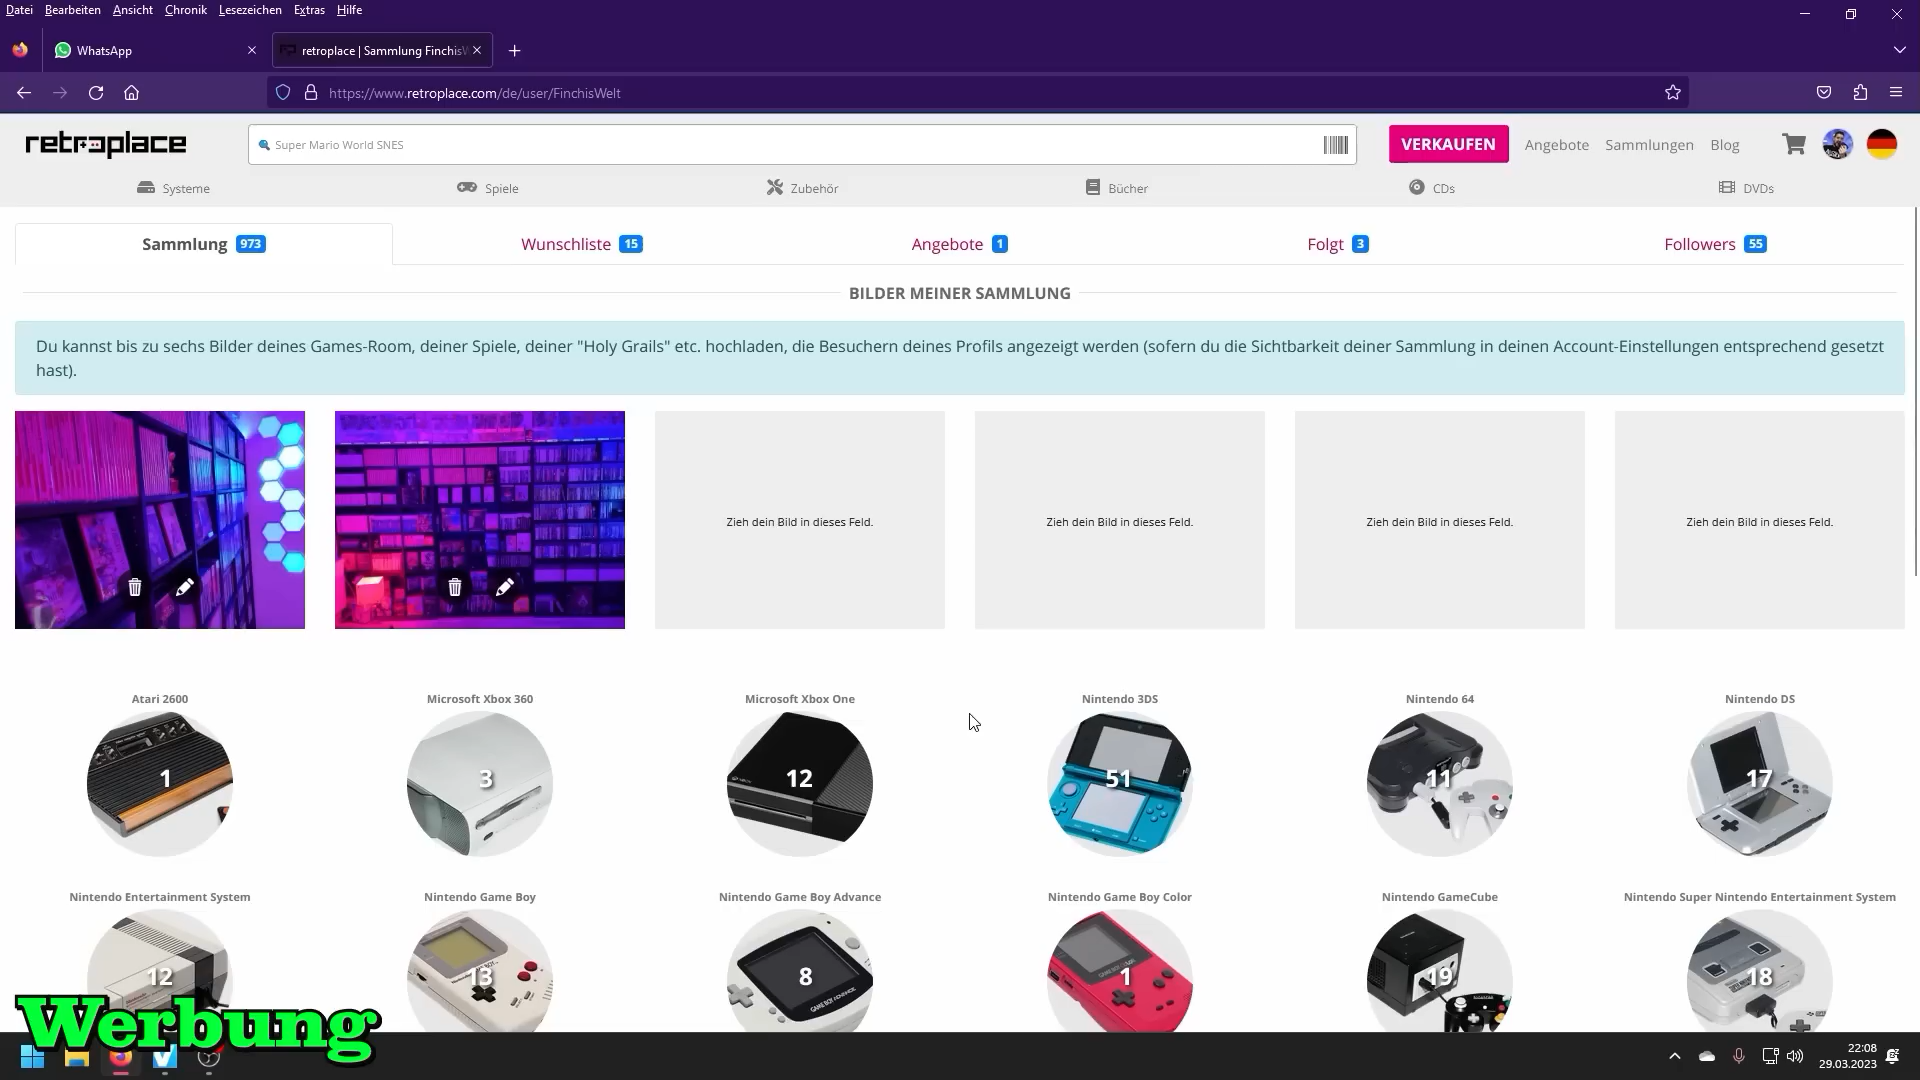 Datei Bearbeiten Ansicht Chronik Lesezeichen Extras Hilfe
WhatsApp
retroplace | Sammlung FinchisW
https://www.retroplace.com/de/user/FinchisWelt
retroplace
Super Mario World SNES
VERKAUFEN
Angebote
Sammlungen
Blog
Systeme
Spiele
Zubehör
Bücher
CDs
DVDs
Sammlung 973
Wunschliste 15
Angebote 1
Folgt 3
Followers 55
BILDER MEINER SAMMLUNG
Du kannst bis zu sechs Bilder deines Games-Room, deiner Spiele, deiner "Holy Grails" etc. hochladen, die Besuchern deines Profils angezeigt werden (sofern du die Sichtbarkeit deiner Sammlung in deinen Account-Einstellungen entsprechend gesetzt
hast).
Zieh dein Bild in dieses Feld.
Zieh dein Bild in dieses Feld.
Zieh dein Bild in dieses Feld.
Zieh dein Bild in dieses Feld.
Atari 2600
Microsoft Xbox 360
Microsoft Xbox One
Nintendo 3DS
Nintendo 64
Nintendo DS
1
3
12
51
11
17
Nintendo Entertainment System
Nintendo Game Boy
Nintendo Game Boy Advance
Nintendo Game Boy Color
Nintendo GameCube
Nintendo Super Nintendo Entertainment System
12
13
8
1
19
18
Werbung
22:08
29.03.2023